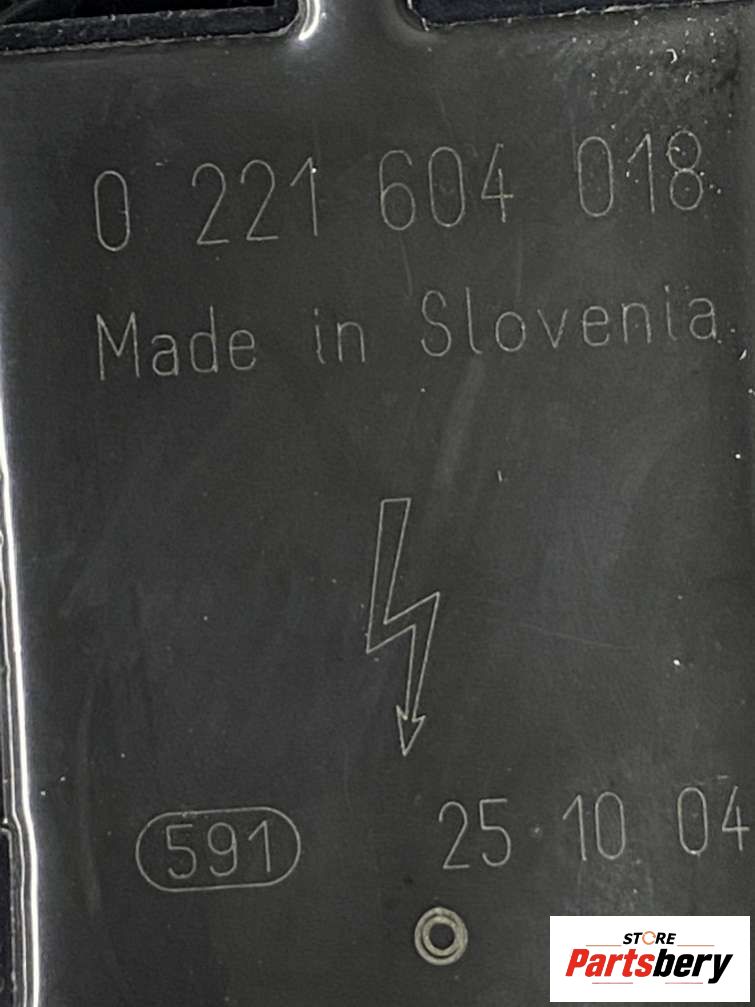 0 221 604 018
Made in Slovenia
591 25 10 04
STORE
Partsbery